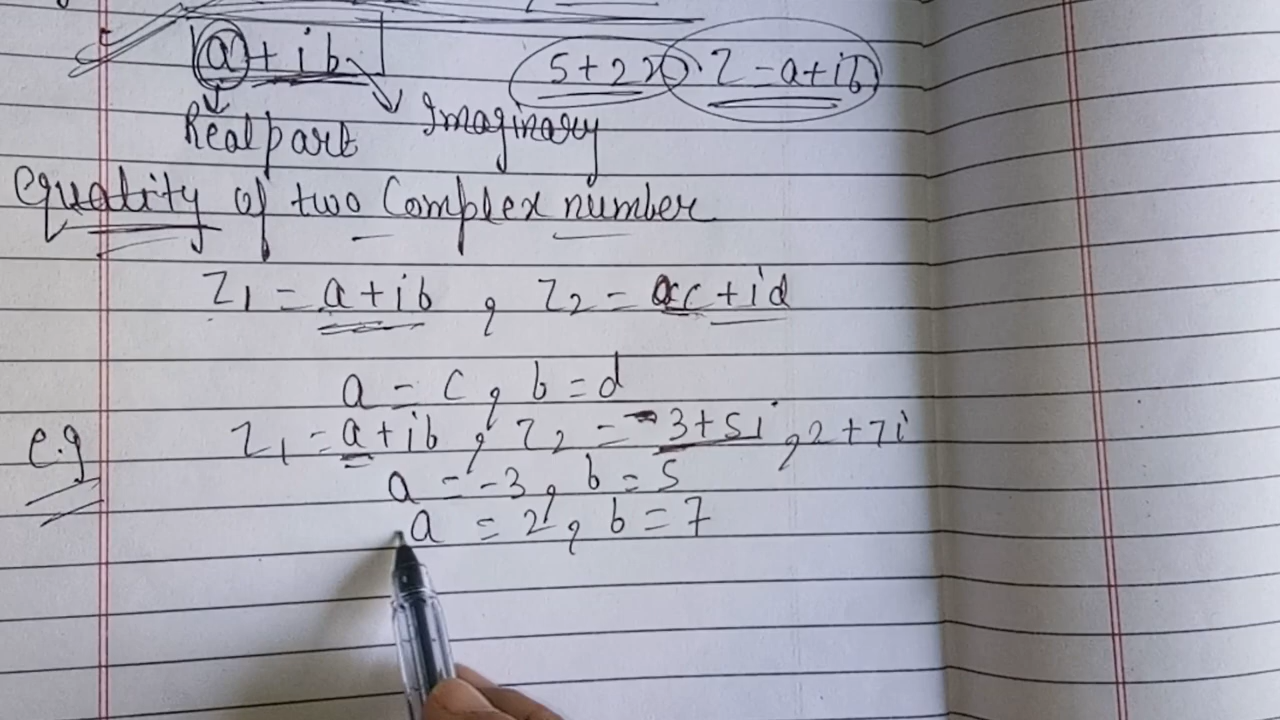 a + ib 5 + 2i Z = a + ib
Real part Imaginary
equality of two Complex number
Z1 = a + ib , Z2 = c + id
a = c , b = d
e.g Z1 = a + ib , Z2 = -3 + 5i , 2 + 7i
a = -3 , b = 5
a = 2 , b = 7